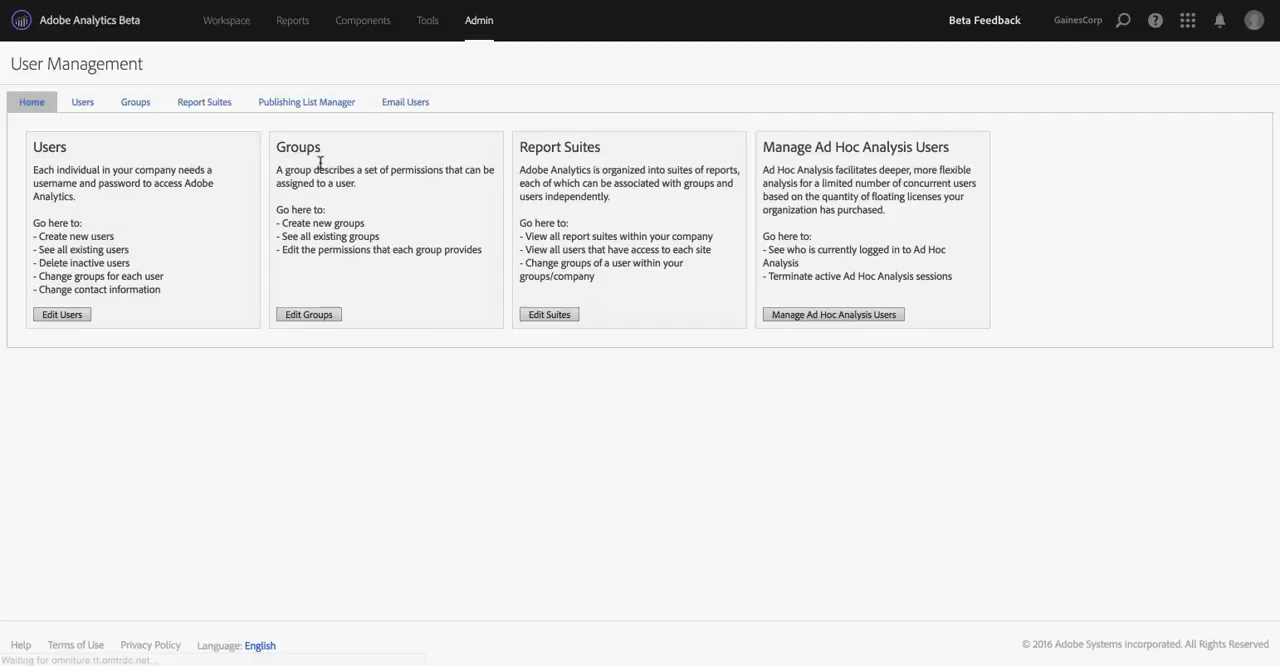 Adobe Analytics Beta
Workspace
Reports
Components
Tools
Admin
Beta Feedback
GainesCorp
User Management
Home
Users
Groups
Report Suites
Publishing List Manager
Email Users
Users
Each individual in your company needs a
username and password to access Adobe
Analytics.
Go here to:
- Create new users
- See all existing users
- Delete inactive users
- Change groups for each user
- Change contact information
Edit Users
Groups
A group describes a set of permissions that can be
assigned to a user.
Go here to:
- Create new groups
- See all existing groups
- Edit the permissions that each group provides
Edit Groups
Report Suites
Adobe Analytics is organized into suites of reports,
each of which can be associated with groups and
users independently.
Go here to:
- View all report suites within your company
- View all users that have access to each site
- Change groups of a user within your
groups/company
Edit Suites
Manage Ad Hoc Analysis Users
Ad Hoc Analysis facilitates deeper, more flexible
analysis for a limited number of concurrent users
based on the quantity of floating licenses your
organization has purchased.
Go here to:
- See who is currently logged in to Ad Hoc
Analysis
- Terminate active Ad Hoc Analysis sessions
Manage Ad Hoc Analysis Users
Help
Terms of Use
Privacy Policy
Language: English
© 2016 Adobe Systems Incorporated. All Rights Reserved
Waiting for omniture.tt.omtrdc.net...